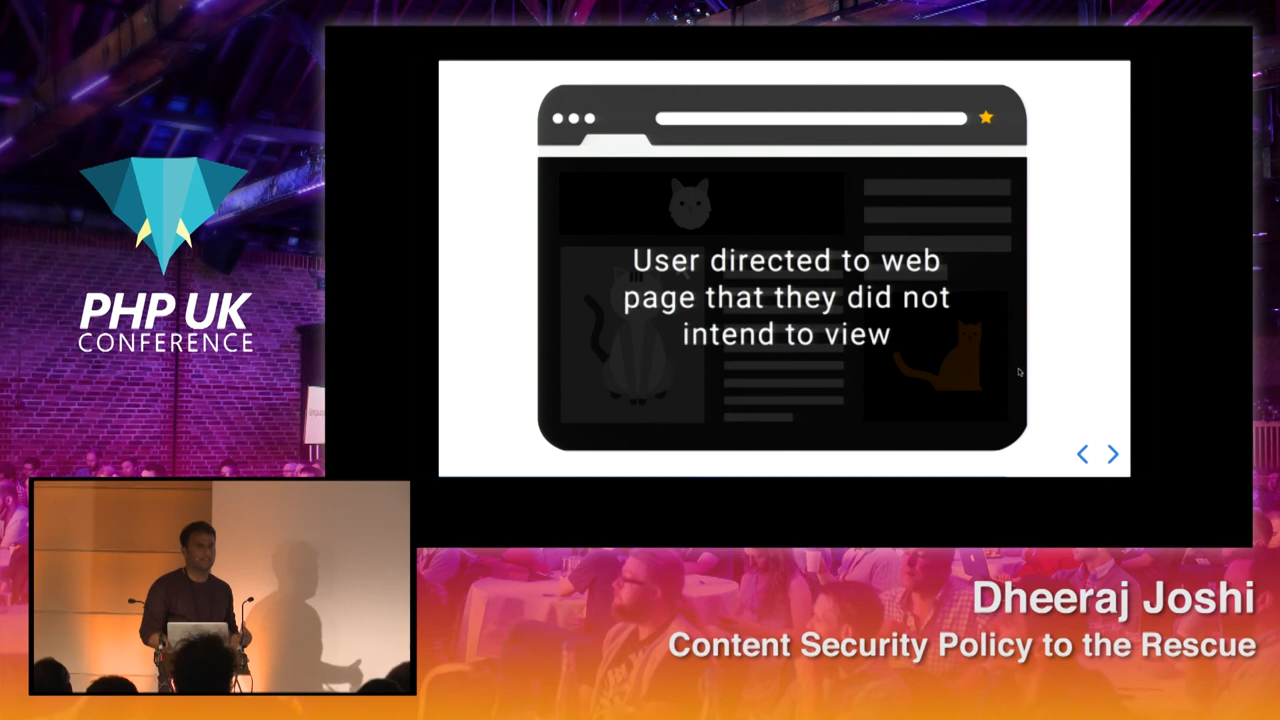 User directed to web
page that they did not
intend to view
PHP UK
CONFERENCE
Dheeraj Joshi
Content Security Policy to the Rescue